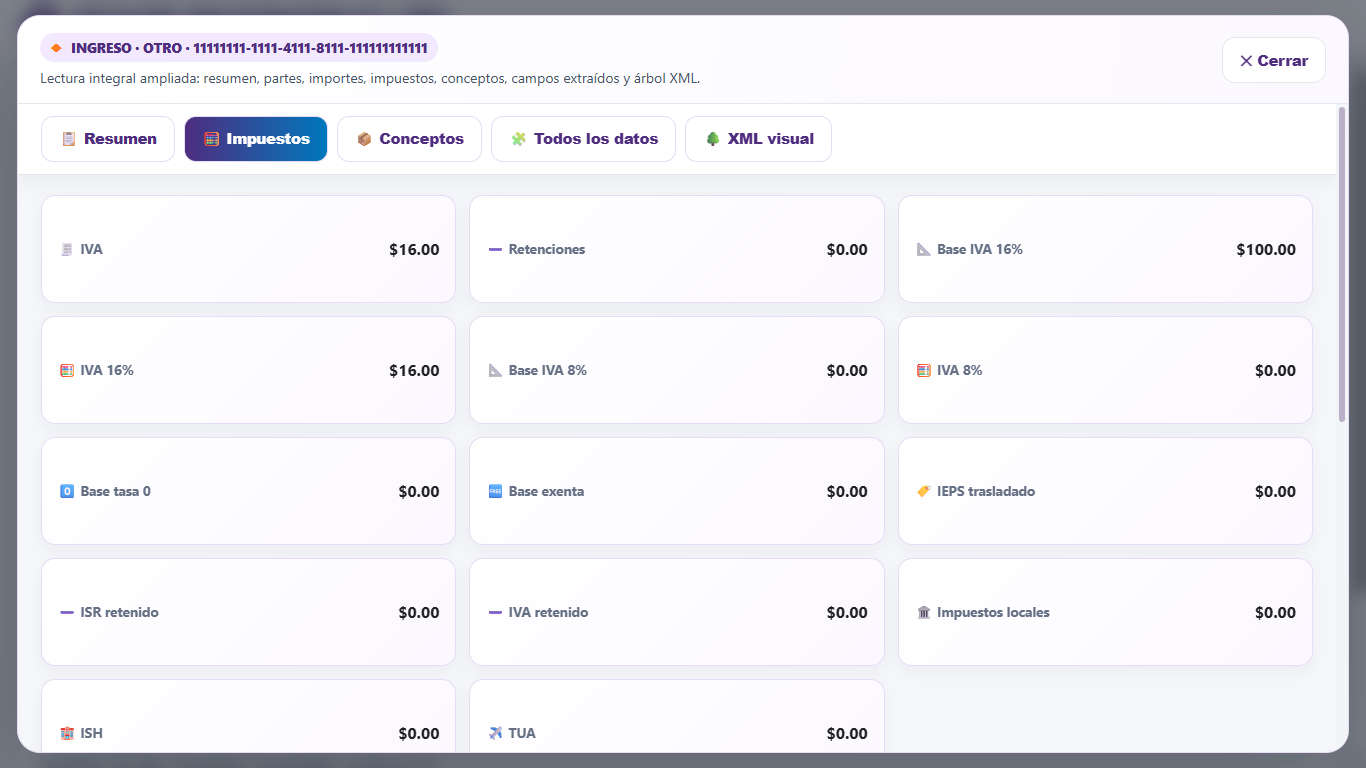 INGRESO · OTRO · 11111111-1111-4111-8111-111111111111
Lectura integral ampliada: resumen, partes, importes, impuestos, conceptos, campos extraídos y árbol XML.
× Cerrar
Resumen
Impuestos
Conceptos
Todos los datos
XML visual
IVA $16.00
Retenciones $0.00
Base IVA 16% $100.00
IVA 16% $16.00
Base IVA 8% $0.00
IVA 8% $0.00
Base tasa 0 $0.00
Base exenta $0.00
IEPS trasladado $0.00
ISR retenido $0.00
IVA retenido $0.00
Impuestos locales $0.00
ISH $0.00
TUA $0.00